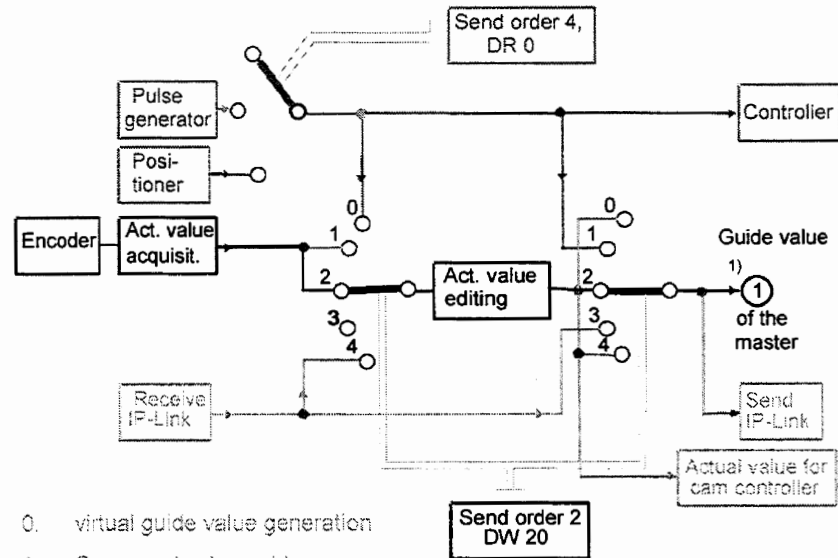 Send order 4,
DR 0
Pulse
generator
Controller
Posi-
tioner
0
0
Encoder
Act. value
acquisit.
1
1
Guide value
2
Act. value
editing
2
1)
1
of the
master
3
3
4
4
Receive
IP-Link
Send
IP-Link
Actual value for
cam controller
Send order 2
DW 20
0. virtual guide value generation